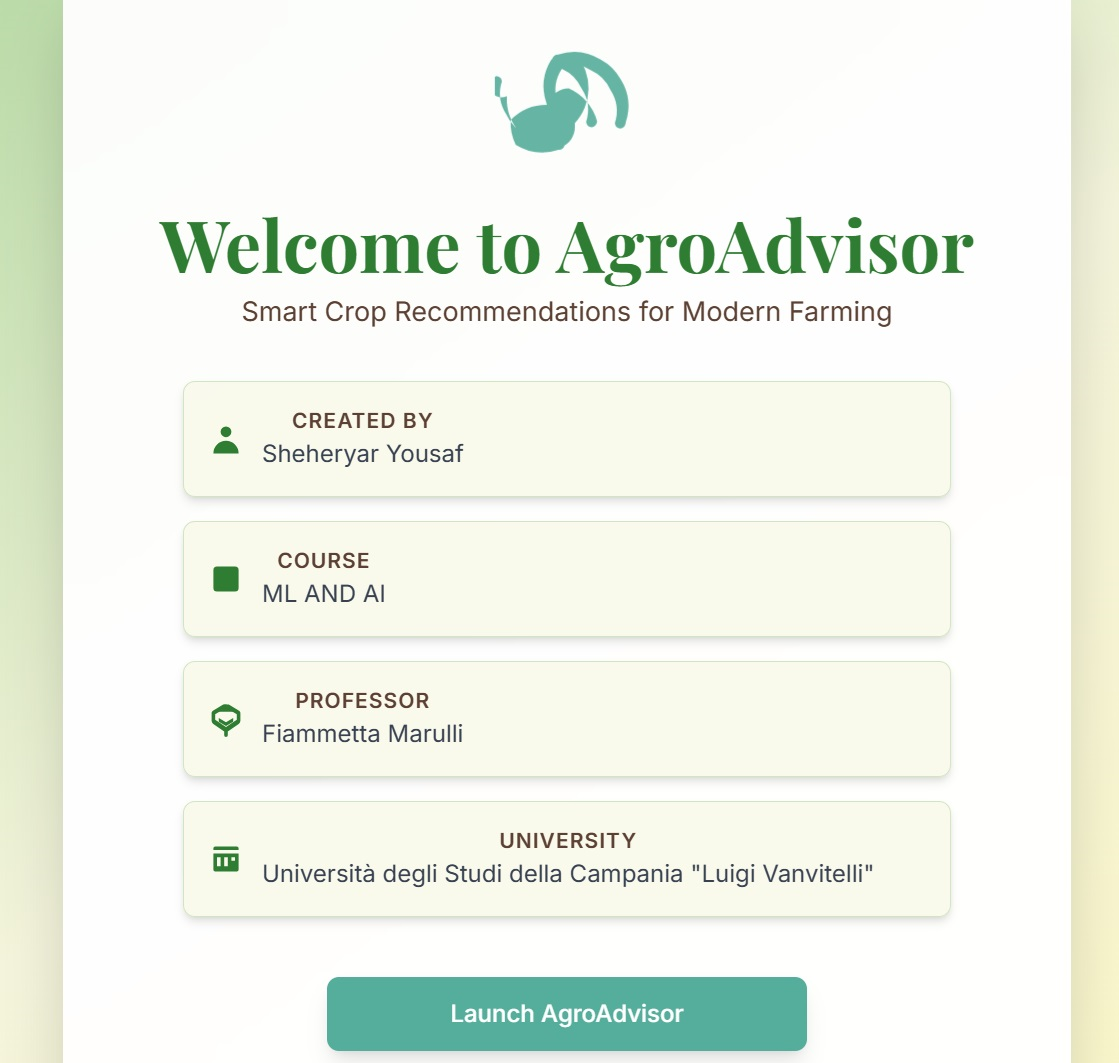 Welcome to AgroAdvisor
Smart Crop Recommendations for Modern Farming
CREATED BY
Sheheryar Yousaf
COURSE
ML AND AI
PROFESSOR
Fiammetta Marulli
UNIVERSITY
Università degli Studi della Campania "Luigi Vanvitelli"
Launch AgroAdvisor